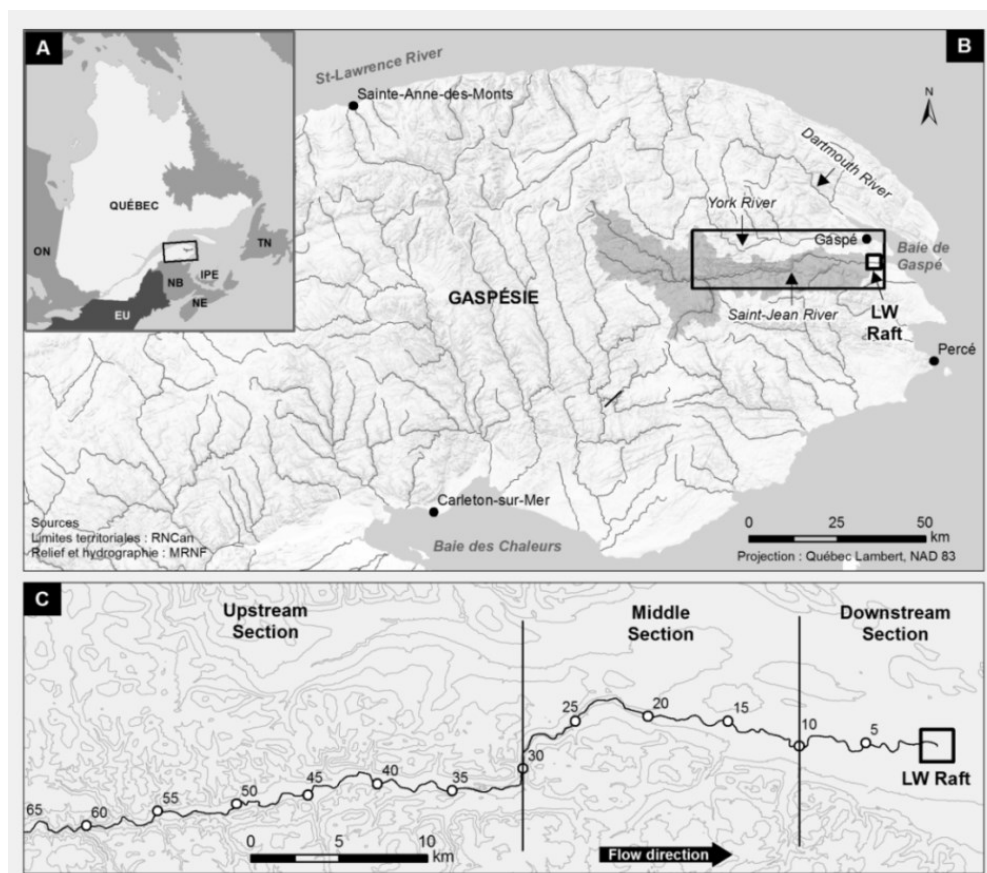 A
QUÉBEC
ON
TN
IPE
NB
NE
EU
B
St-Lawrence River
Sainte-Anne-des-Monts
N
Dartmouth River
York River
Gaspé
Baie de
Gaspé
GASPÉSIE
Saint-Jean River
LW
Raft
Percé
Carleton-sur-Mer
Baie des Chaleurs
Sources
Limites territoriales : RNCan
Relief et hydrographie : MRNF
0 25 50
km
Projection : Québec Lambert, NAD 83
C
Upstream
Section
Middle
Section
Downstream
Section
65
60
55
50
45
40
35
30
25
20
15
10
5
LW Raft
0 5 10
km
Flow direction